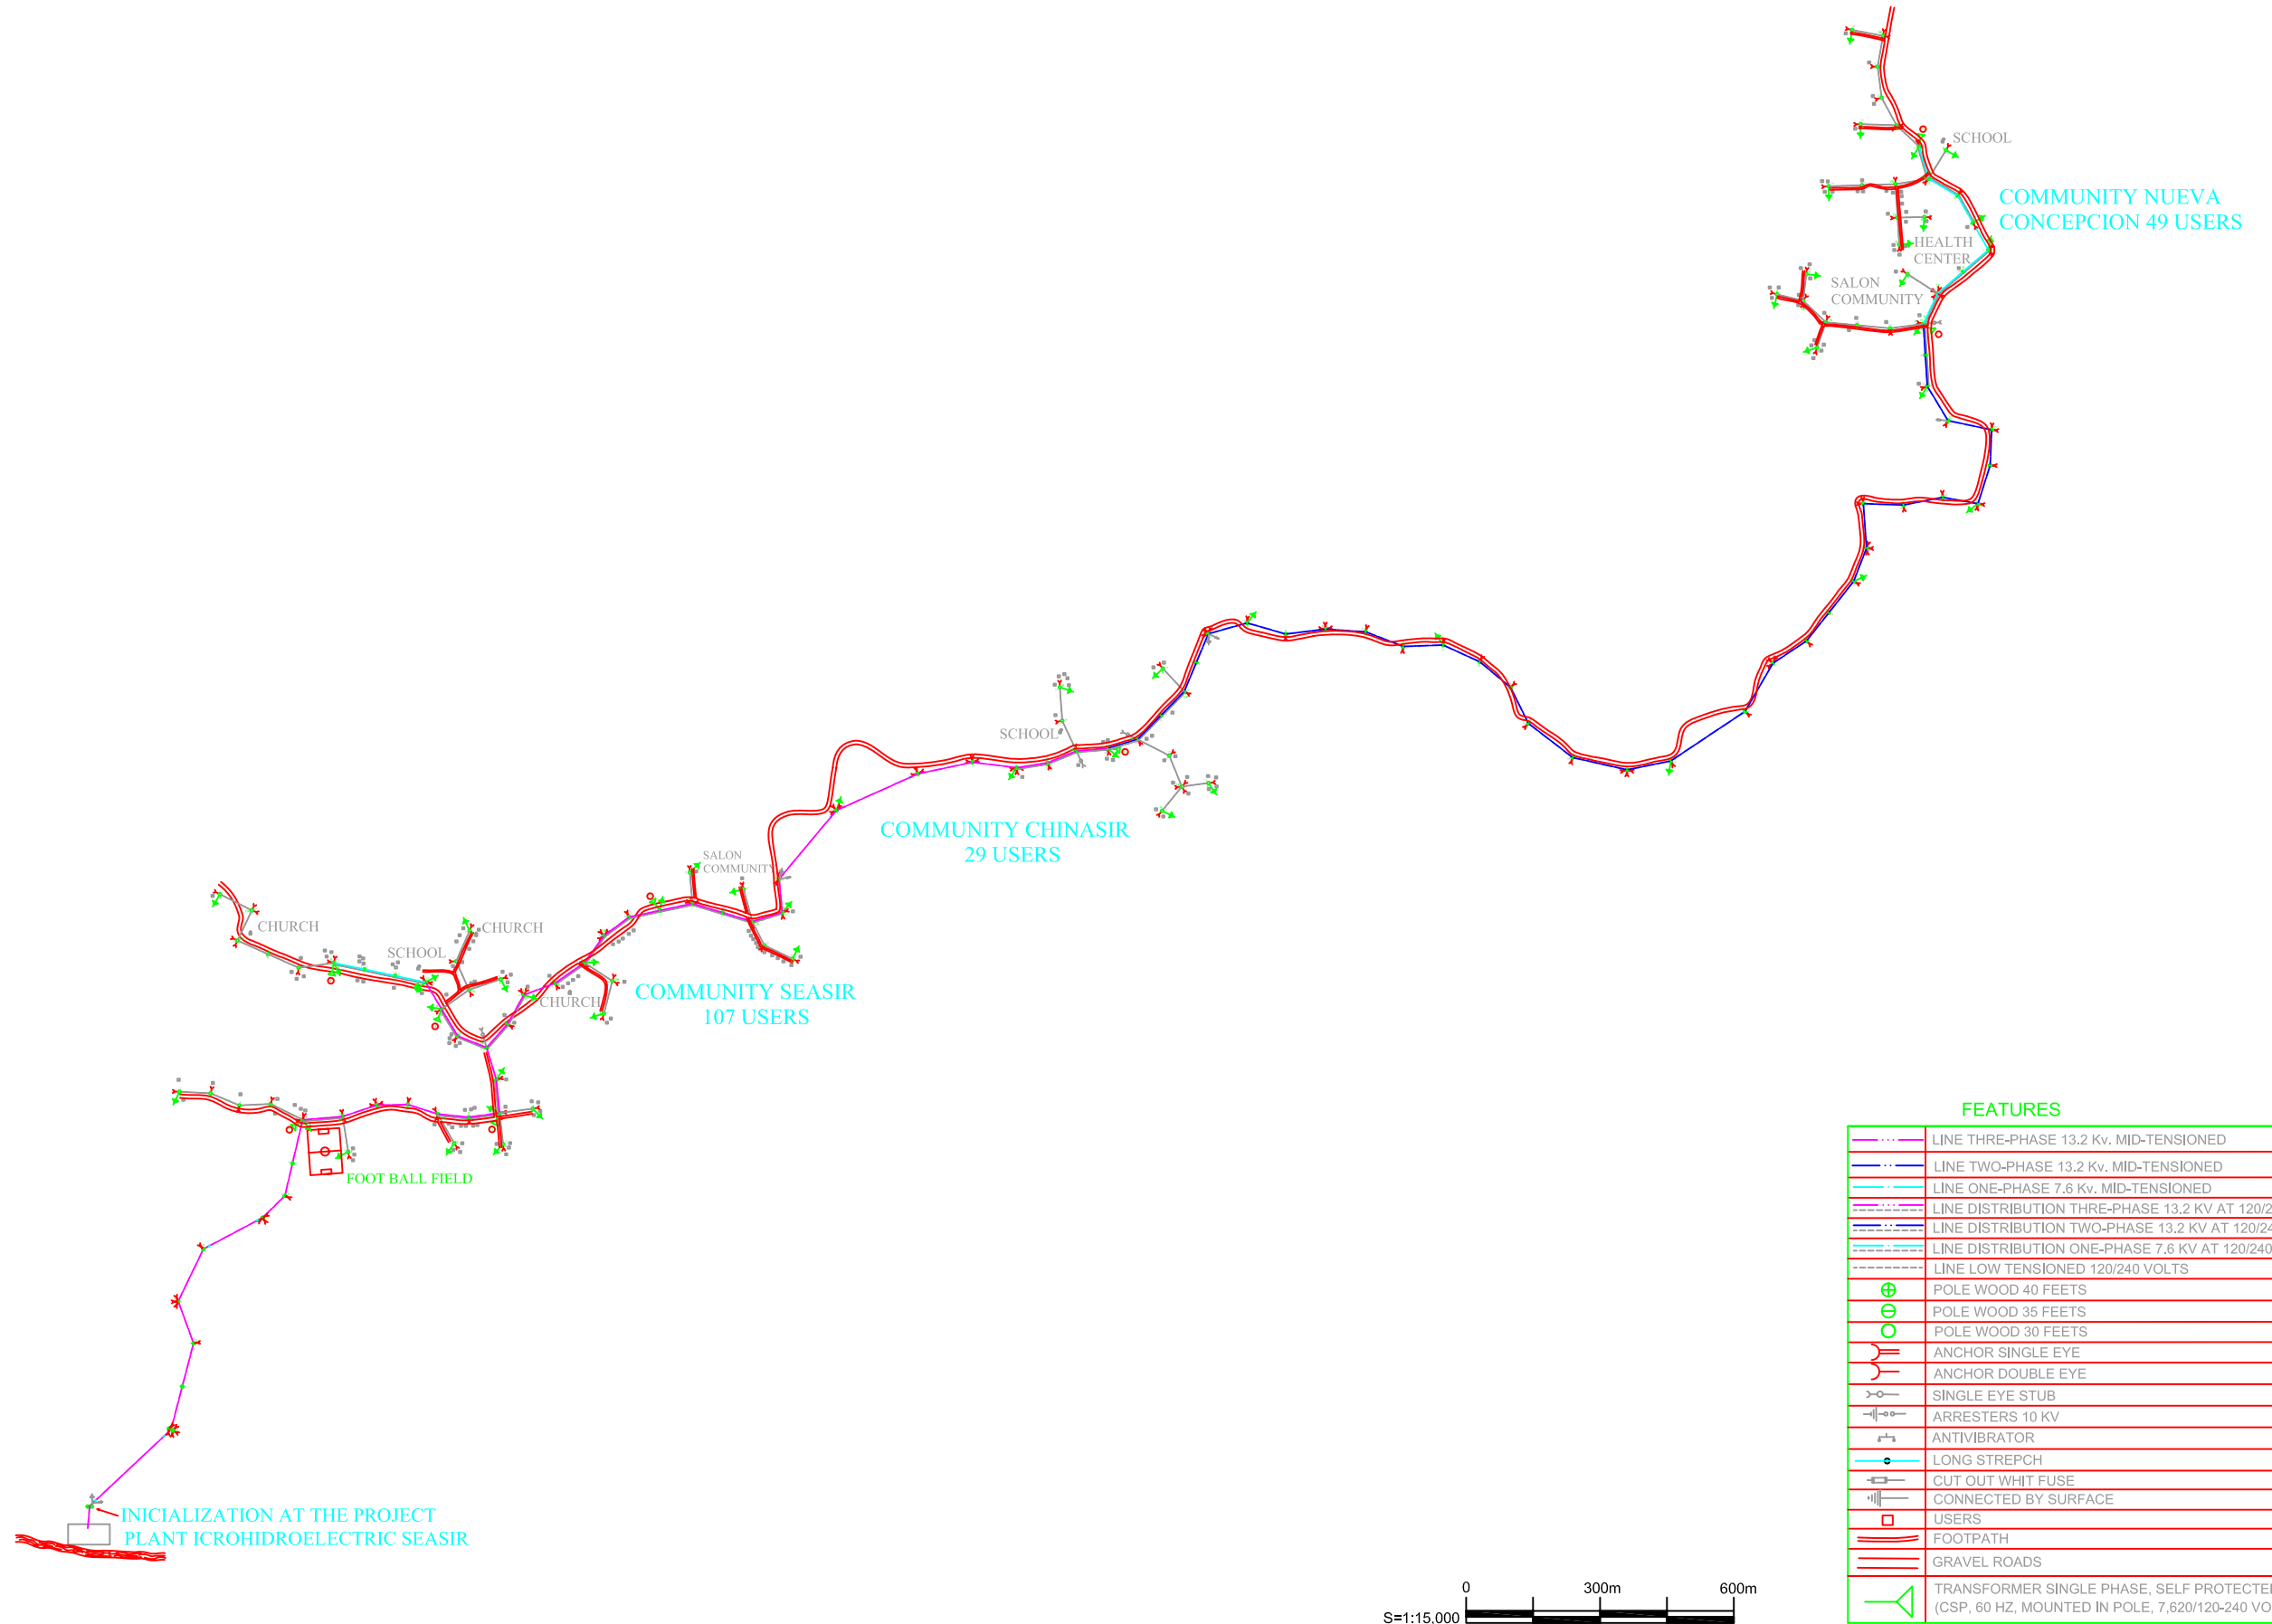 SCHOOL
COMMUNITY NUEVA
CONCEPCION 49 USERS
HEALTH
CENTER
SALON
COMMUNITY
SCHOOL
COMMUNITY CHINASIR
29 USERS
SALON
COMMUNITY
CHURCH
CHURCH
SCHOOL
CHURCH
COMMUNITY SEASIR
107 USERS
FOOT BALL FIELD
INICIALIZATION AT THE PROJECT
PLANT ICROHIDROELECTRIC SEASIR
FEATURES
LINE THRE-PHASE 13.2 Kv. MID-TENSIONED
LINE TWO-PHASE 13.2 Kv. MID-TENSIONED
LINE ONE-PHASE 7.6 Kv. MID-TENSIONED
LINE DISTRIBUTION THRE-PHASE 13.2 KV AT 120/2
LINE DISTRIBUTION TWO-PHASE 13.2 KV AT 120/24
LINE DISTRIBUTION ONE-PHASE 7.6 KV AT 120/240
LINE LOW TENSIONED 120/240 VOLTS
POLE WOOD 40 FEETS
POLE WOOD 35 FEETS
POLE WOOD 30 FEETS
ANCHOR SINGLE EYE
ANCHOR DOUBLE EYE
SINGLE EYE STUB
ARRESTERS 10 KV
ANTIVIBRATOR
LONG STREPCH
CUT OUT WHIT FUSE
CONNECTED BY SURFACE
USERS
FOOTPATH
GRAVEL ROADS
TRANSFORMER SINGLE PHASE, SELF PROTECTE
(CSP, 60 HZ, MOUNTED IN POLE, 7,620/120-240 VO
0 300m 600m
S=1:15,000